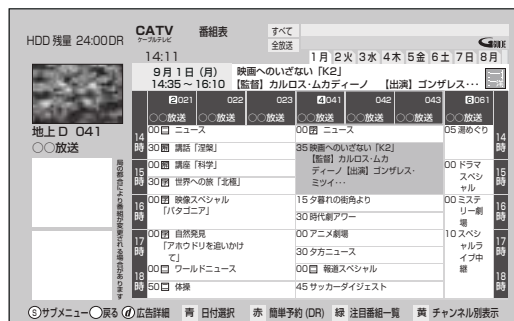 HDD 残量 24:00DR
CATV
ケーブルテレビ
番組表
すべて
全放送
G GUIDE
14:11
1月 2火 3水 4木 5金 6土 7日 8月
9月1日(月) 映画へのいざない「K2」
14:35～16:10 【監督】カルロス・ムカディーノ 【出演】ゴンザレス・・・
2 021 022 023 4 041 042 043 6 061
○○放送 ○○放送 ○○放送 ○○放送 ○○放送 ○○放送 ○○放送
地上D 041
○○放送
局の都合により番組が変更される場合があります
14時
00 ニュース
30 講話「涅槃」
00 ニュース
35 映画へのいざない「K2」
【監督】カルロス・ムカ
ディーノ【出演】ゴンザレス・
ミツイ・・・
05 湯めぐり
14時
15時
00 講座「科学」
30 世界への旅「北極」
00 ドラマ
スペシ
ャル
15時
16時
00 映像スペシャル
「パタゴニア」
15 夕暮れの街角より
30 時代劇アワー
00 ミステ
リー劇
場
16時
17時
00 自然発見
「アホウドリを追いかけ
て」
00 アニメ劇場
30 夕方ニュース
10 スペシ
ャルラ
イブ中
継
17時
18時
00 ワールドニュース
50 体操
00 報道スペシャル
45 サッカーダイジェスト
18時
Ⓢサブメニュー ◯戻る ⓓ広告詳細 青 日付選択 赤 簡単予約(DR) 緑 注目番組一覧 黄 チャンネル別表示